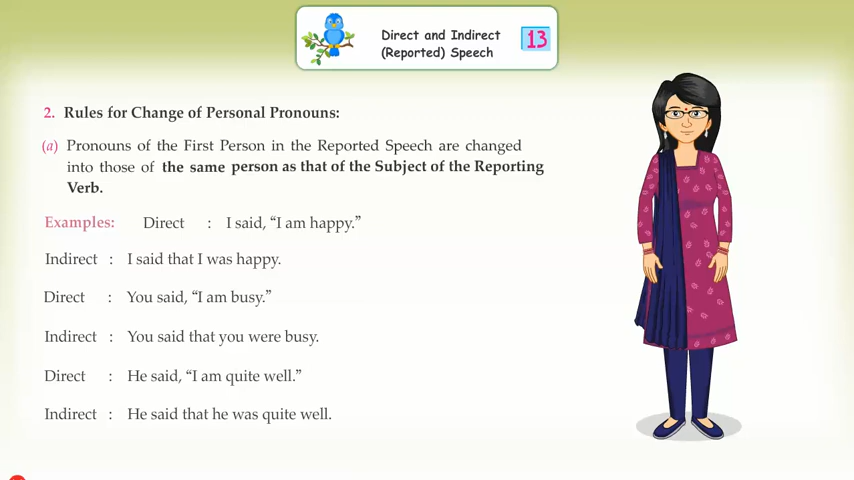 Direct and Indirect
(Reported) Speech
13
2. Rules for Change of Personal Pronouns:
(a) Pronouns of the First Person in the Reported Speech are changed
into those of the same person as that of the Subject of the Reporting
Verb.
Examples: Direct : I said, “I am happy.”
Indirect : I said that I was happy.
Direct : You said, “I am busy.”
Indirect : You said that you were busy.
Direct : He said, “I am quite well.”
Indirect : He said that he was quite well.